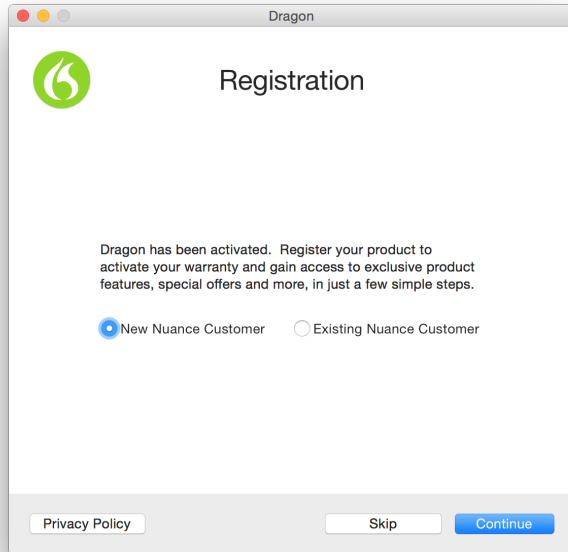 Dragon
Registration
Dragon has been activated.  Register your product to
activate your warranty and gain access to exclusive product
features, special offers and more, in just a few simple steps.
New Nuance Customer
Existing Nuance Customer
Privacy Policy
Skip
Continue